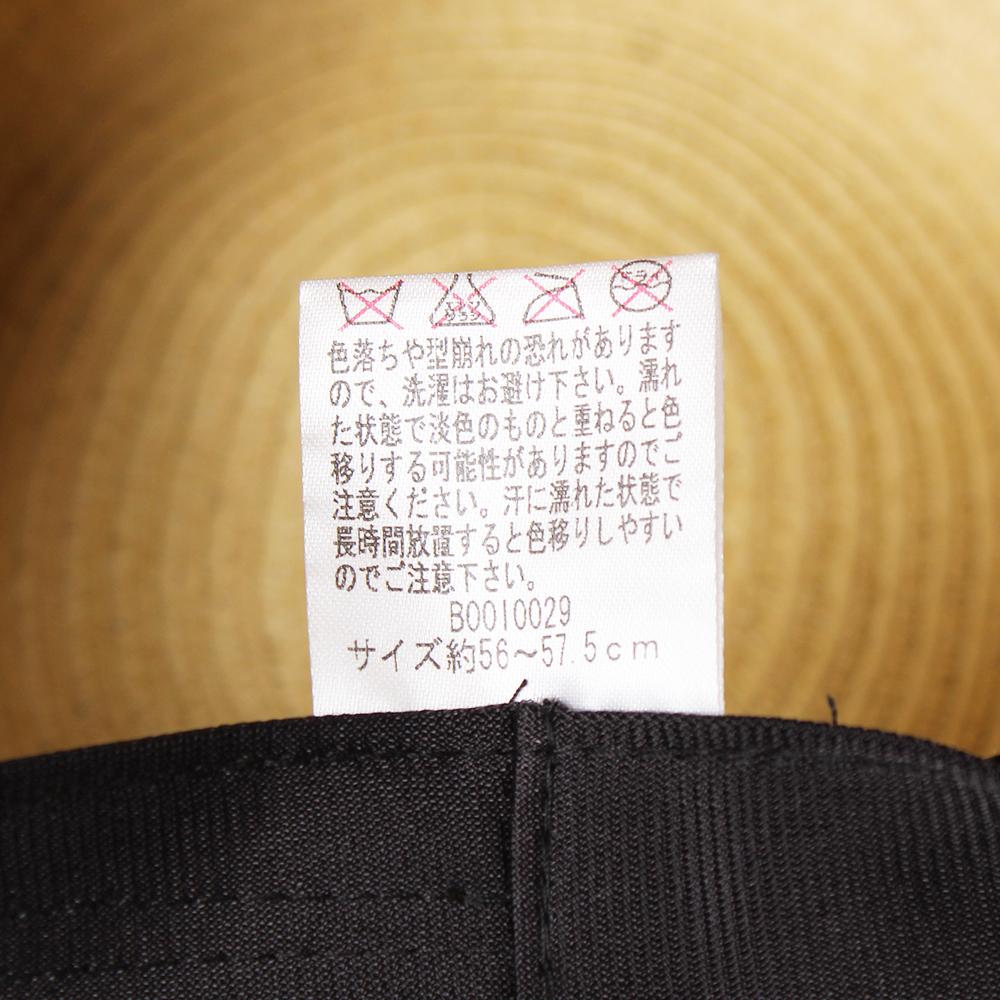 色落ちや型崩れの恐れがあります
ので、洗濯はお避け下さい。濡れ
た状態で淡色のものと重ねると色
移りする可能性がありますのでご
注意ください。汗に濡れた状態で
長時間放置すると色移りしやすい
のでご注意下さい。
B0010029
サイズ約56～57.5cm